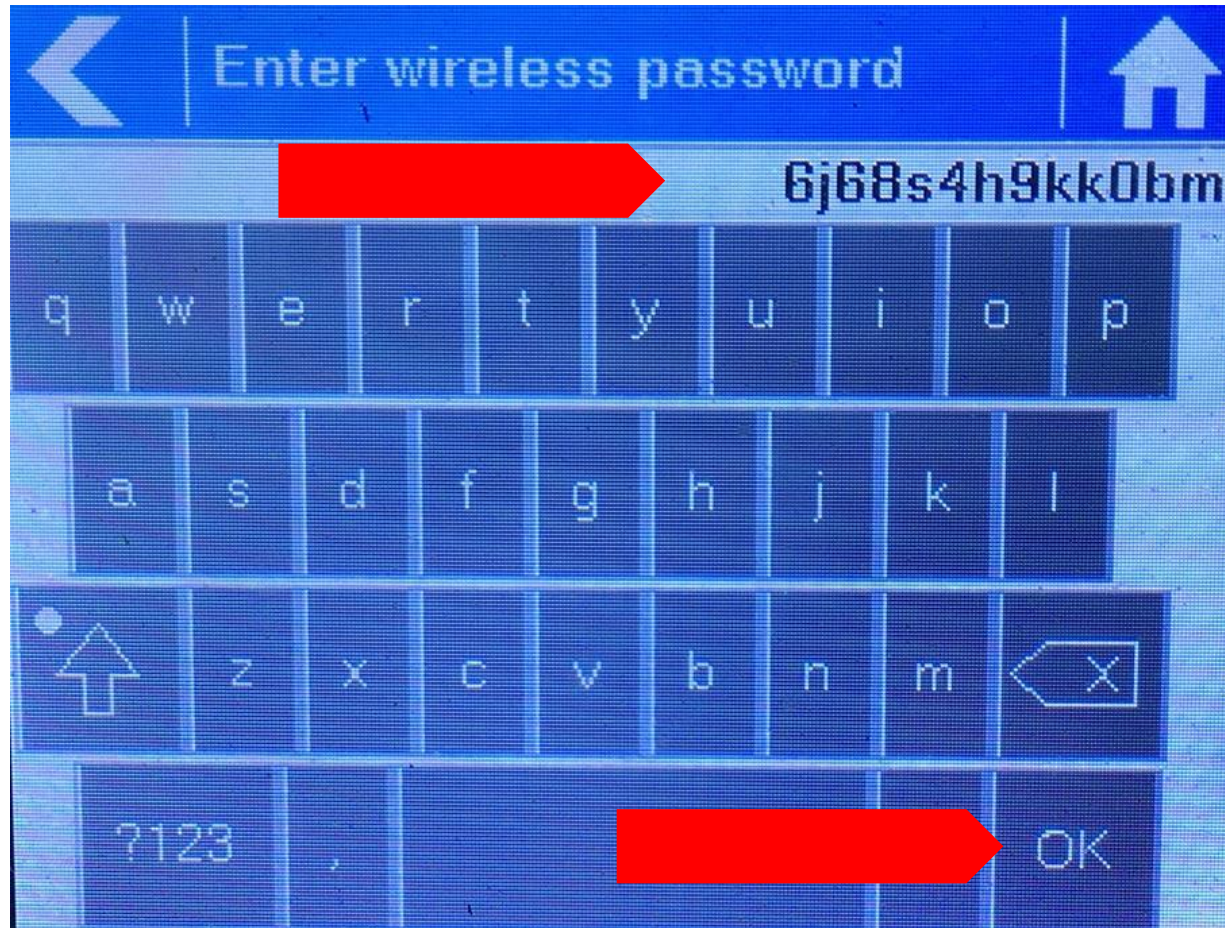 Enter wireless password
6j68s4h9kk0bm
q w e r t y u i o p
a s d f g h j k l
z x c v b n m X
?123 , OK